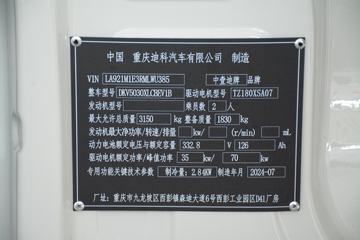 中国 重庆迪科汽车有限公司 制造
VIN LA921M1E3RMLWU385 中意迪牌 品牌
整车型号 DKV5030XLCBEV1B 驱动电机型号 TZ180XSA07
发动机型号 乘员数 2 人
最大允许总质量 3150 kg 整备质量 1830 kg
发动机最大净功率/转速/排量 kw/ (r/min) mL
动力电池额定电压与额定容量 332.8 V 126 Ah
驱动电机额定功率/峰值功率 35 kw/ 70 kw
专用功能关键技术参数 制冷量:2.84KW 制造年月 2024-07
厂址:重庆市九龙坡区西彭镇森迪大道6号西彭工业园区D41厂房